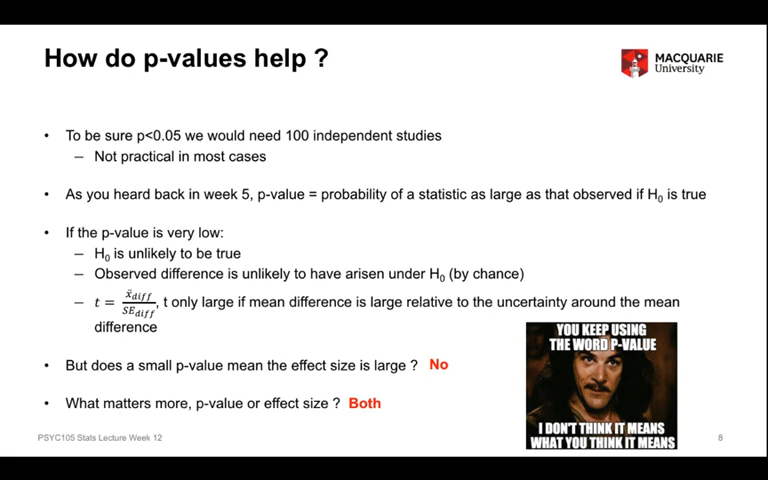 How do p-values help ?
MACQUARIE
University
• To be sure p<0.05 we would need 100 independent studies
– Not practical in most cases
• As you heard back in week 5, p-value = probability of a statistic as large as that observed if H₀ is true
• If the p-value is very low:
– H₀ is unlikely to be true
– Observed difference is unlikely to have arisen under H₀ (by chance)
– t = x̄diff / SEdiff, t only large if mean difference is large relative to the uncertainty around the mean
difference
• But does a small p-value mean the effect size is large ? No
• What matters more, p-value or effect size ? Both
YOU KEEP USING
THE WORD P-VALUE
I DON'T THINK IT MEANS
WHAT YOU THINK IT MEANS
PSYC105 Stats Lecture Week 12
8